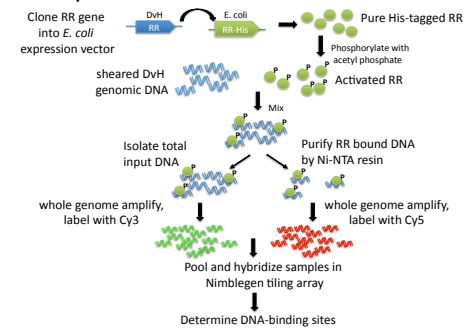 Clone RR gene
into E. coli
expression vector
DvH
RR
E. coli
RR-His
Pure His-tagged RR
Phosphorylate with
acetyl phosphate
P P P P P
Activated RR
sheared DvH
genomic DNA
Mix
P P P
Isolate total
input DNA
Purify RR bound DNA
by Ni-NTA resin
P P P
P P P
whole genome amplify,
label with Cy3
whole genome amplify,
label with Cy5
Pool and hybridize samples in
Nimblegen tiling array
Determine DNA-binding sites